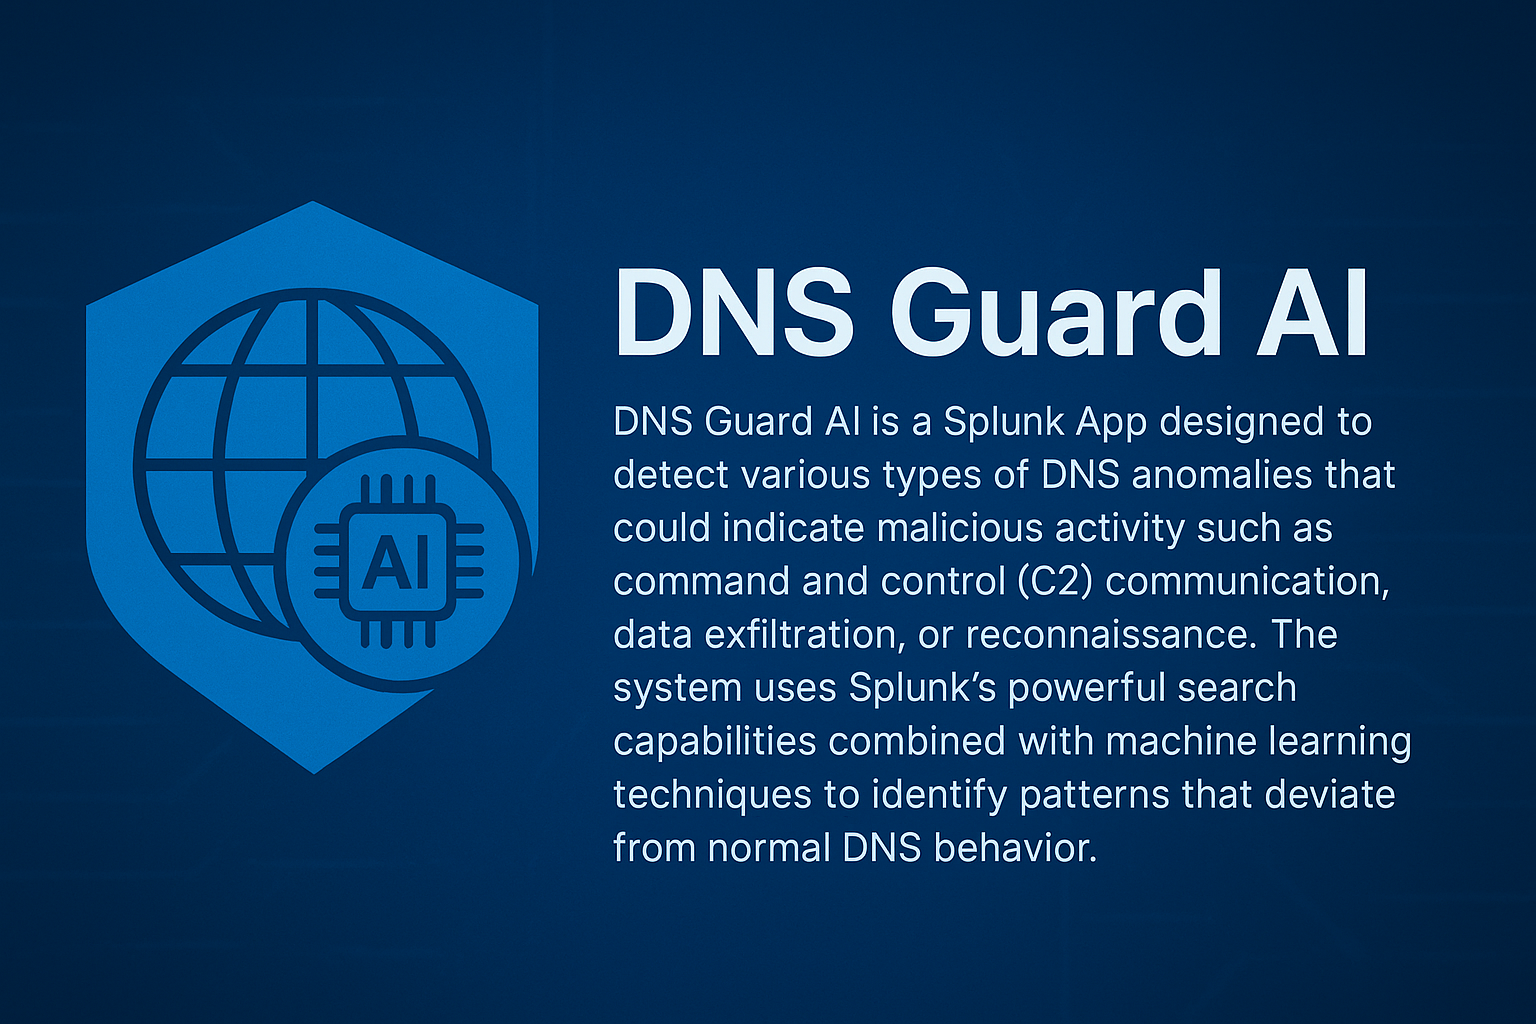 DNS Guard AI
DNS Guard AI is a Splunk App designed to
detect various types of DNS anomalies that
could indicate malicious activity such as
command and control (C2) communication,
data exfiltration, or reconnaissance. The
system uses Splunk’s powerful search
capabilities combined with machine learning
techniques to identify patterns that deviate
from normal DNS behavior.
AI